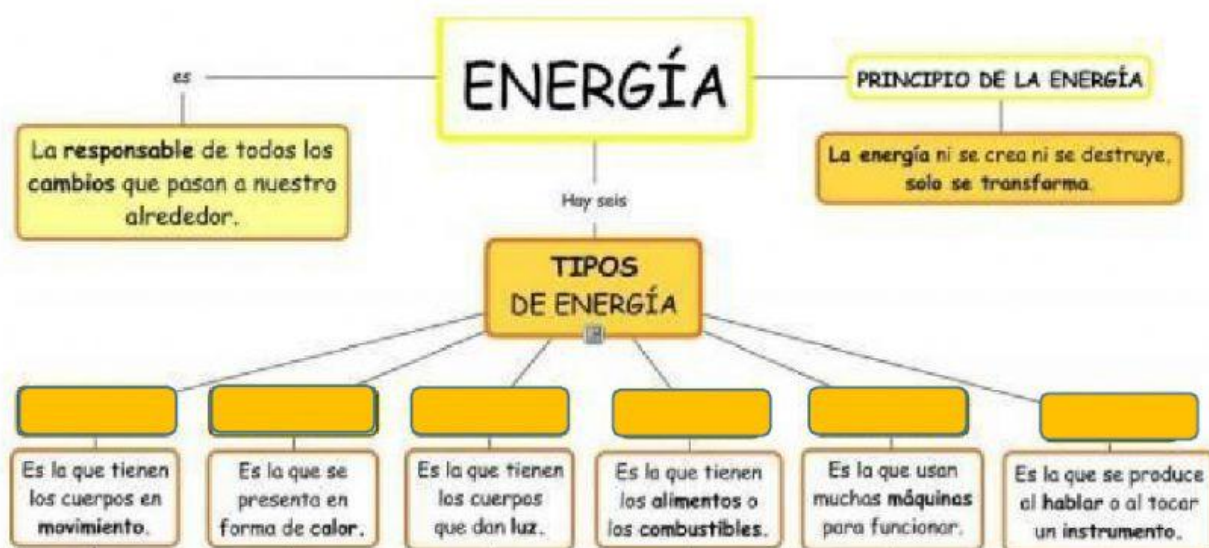 ENERGÍA
es
PRINCIPIO DE LA ENERGÍA
La responsable de todos los
cambios que pasan a nuestro
alrededor.
La energía ni se crea ni se destruye,
solo se transforma.
Hay seis
TIPOS
DE ENERGÍA
Es la que tienen
los cuerpos en
movimiento.
Es la que se
presenta en
forma de calor.
Es la que tienen
los cuerpos
que dan luz.
Es la que tienen
los alimentos o
los combustibles.
Es la que usan
muchas máquinas
para funcionar.
Es la que se produce
al hablar o al tocar
un instrumento.